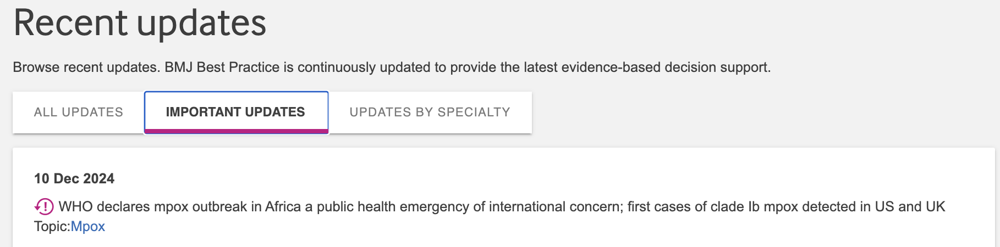 Recent updates
Browse recent updates. BMJ Best Practice is continuously updated to provide the latest evidence-based decision support.
ALL UPDATES
IMPORTANT UPDATES
UPDATES BY SPECIALTY
10 Dec 2024
WHO declares mpox outbreak in Africa a public health emergency of international concern; first cases of clade Ib mpox detected in US and UK
Topic:Mpox